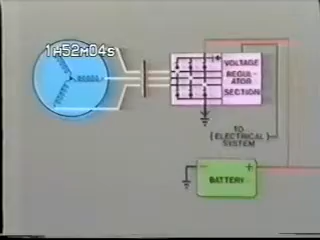 1H52M04s
VOLTAGE
REGUL-
ATOR
SECTION
TO
(ELECTRICAL)
SYSTEM
BATTERY
- +